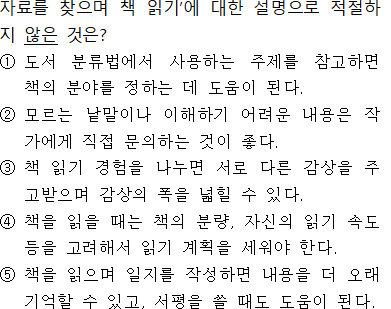 자료를 찾으며 책 읽기'에 대한 설명으로 적절하
지 않은 것은?
① 도서 분류법에서 사용하는 주제를 참고하면
책의 분야를 정하는 데 도움이 된다.
② 모르는 낱말이나 이해하기 어려운 내용은 작
가에게 직접 문의하는 것이 좋다.
③ 책 읽기 경험을 나누면 서로 다른 감상을 주
고받으며 감상의 폭을 넓힐 수 있다.
④ 책을 읽을 때는 책의 분량, 자신의 읽기 속도
등을 고려해서 읽기 계획을 세워야 한다.
⑤ 책을 읽으며 일지를 작성하면 내용을 더 오래
기억할 수 있고, 서평을 쓸 때도 도움이 된다.